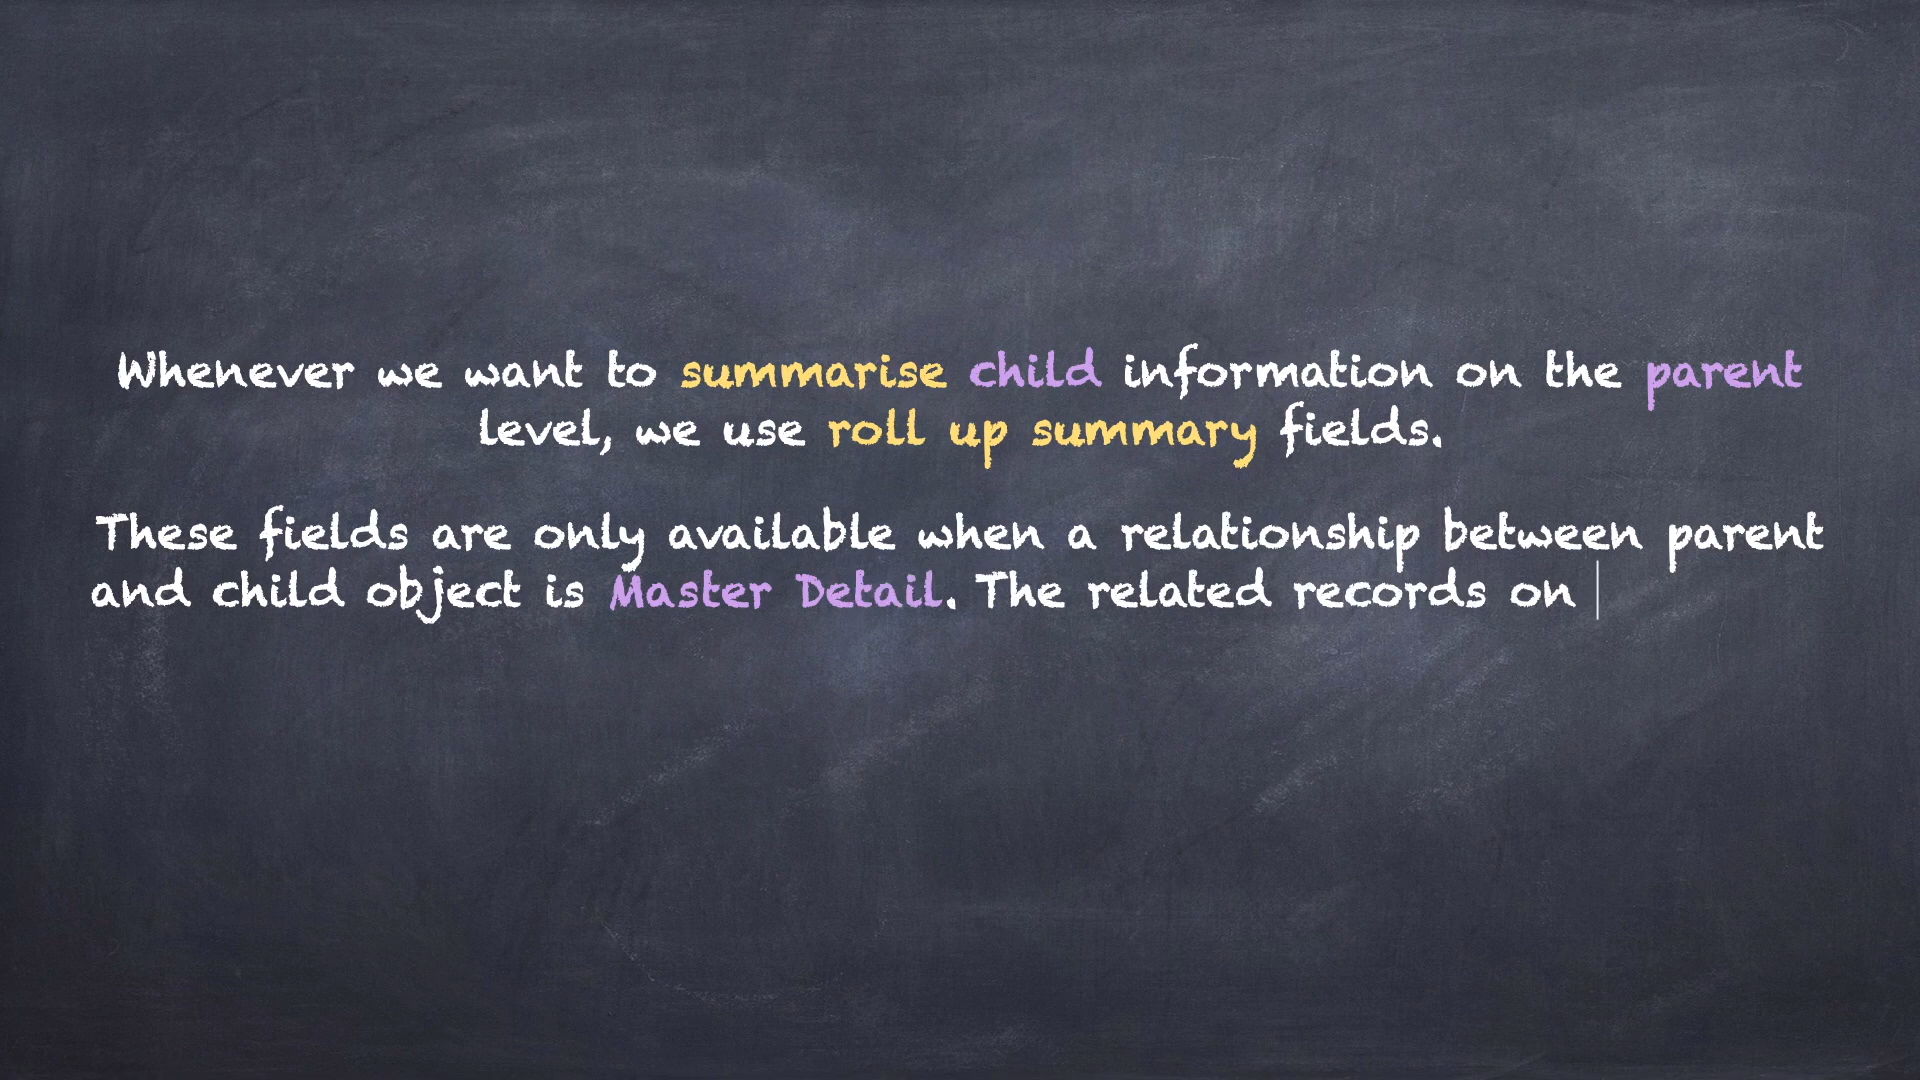 Whenever we want to summarise child information on the parent
level, we use roll up summary fields.
These fields are only available when a relationship between parent
and child object is Master Detail. The related records on